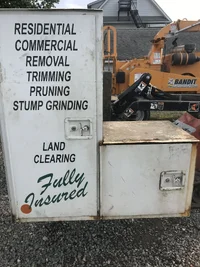 RESIDENTIAL
COMMERCIAL
REMOVAL
TRIMMING
PRUNING
STUMP GRINDING
LAND
CLEARING
Fully
Insured
BANDIT